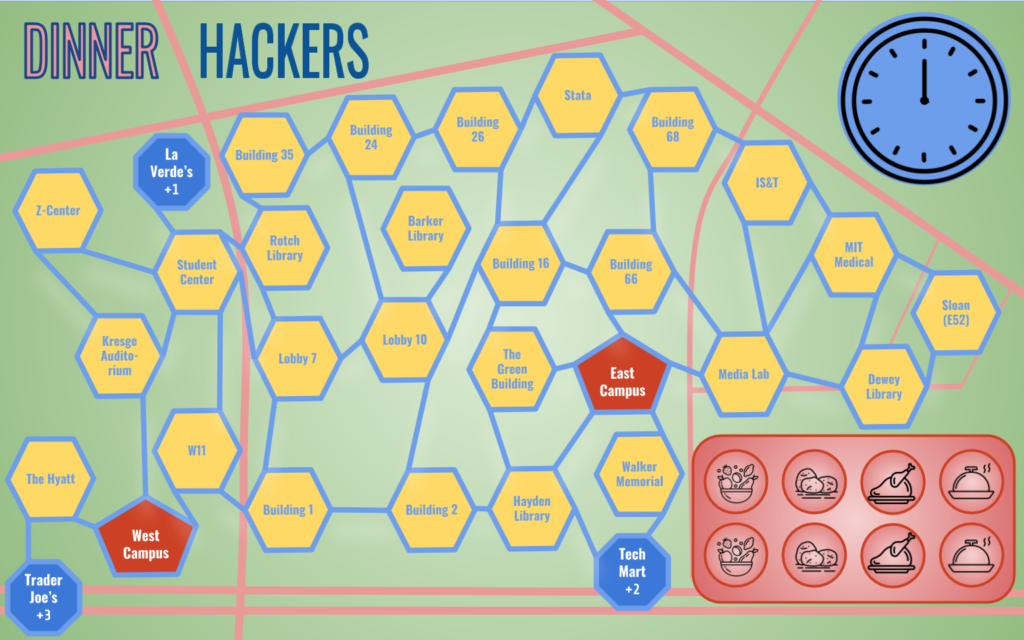 DINNER HACKERS
Stata
Building
26
Building
68
Building
24
Building 35
La
Verde's
+1
IS&T
Z-Center
Barker
Library
Rotch
Library
MIT
Medical
Student
Center
Building 16
Building
66
Sloan
(E52)
Kresge
Audito-
rium
Lobby 7
Lobby 10
The
Green
Building
East
Campus
Media Lab
Dewey
Library
W11
The Hyatt
Walker
Memorial
Building 1
Building 2
Hayden
Library
West
Campus
Tech
Mart
+2
Trader
Joe's
+3